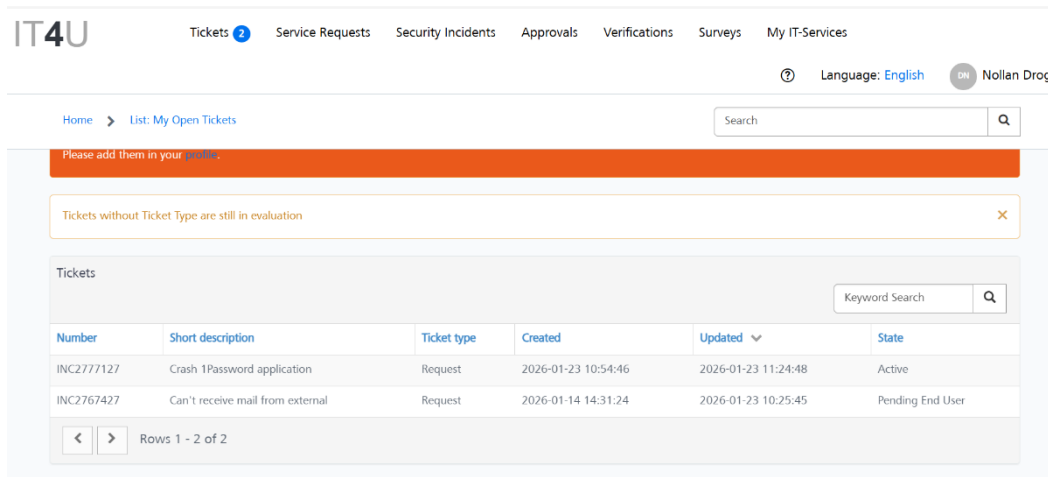 IT4U
Tickets 2 Service Requests Security Incidents Approvals Verifications Surveys My IT-Services
Language: English DN Nollan Drog
Home List: My Open Tickets Search
Please add them in your profile.
Tickets without Ticket Type are still in evaluation
Tickets
Keyword Search
Number Short description Ticket type Created Updated State
INC2777127 Crash 1Password application Request 2026-01-23 10:54:46 2026-01-23 11:24:48 Active
INC2767427 Can't receive mail from external Request 2026-01-14 14:31:24 2026-01-23 10:25:45 Pending End User
Rows 1 - 2 of 2